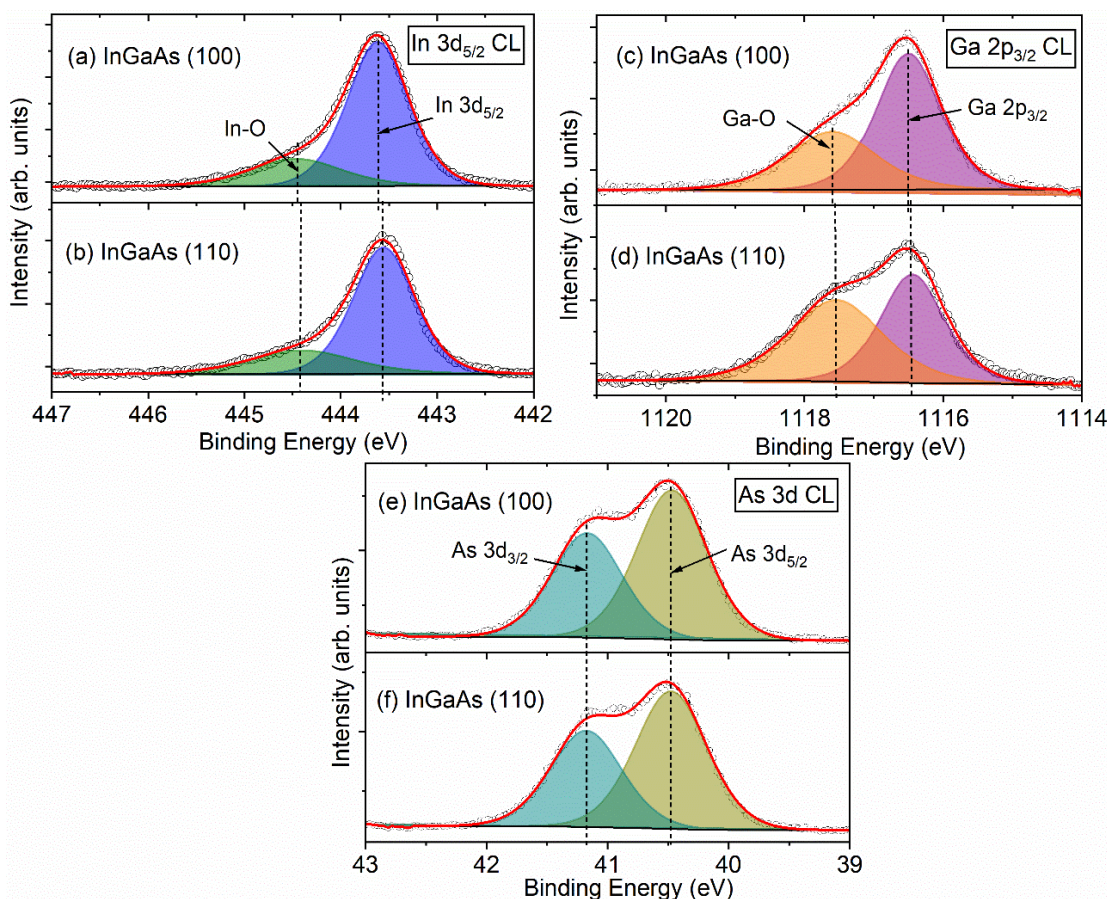 (a) InGaAs (100)
In 3d5/2 CL
In-O
In 3d5/2
(b) InGaAs (110)
Intensity (arb. units)
447 446 445 444 443 442
Binding Energy (eV)
(c) InGaAs (100)
Ga 2p3/2 CL
Ga-O
Ga 2p3/2
(d) InGaAs (110)
Intensity (arb. units)
1120 1118 1116 1114
Binding Energy (eV)
(e) InGaAs (100)
As 3d CL
As 3d3/2
As 3d5/2
(f) InGaAs (110)
Intensity (arb. units)
43 42 41 40 39
Binding Energy (eV)